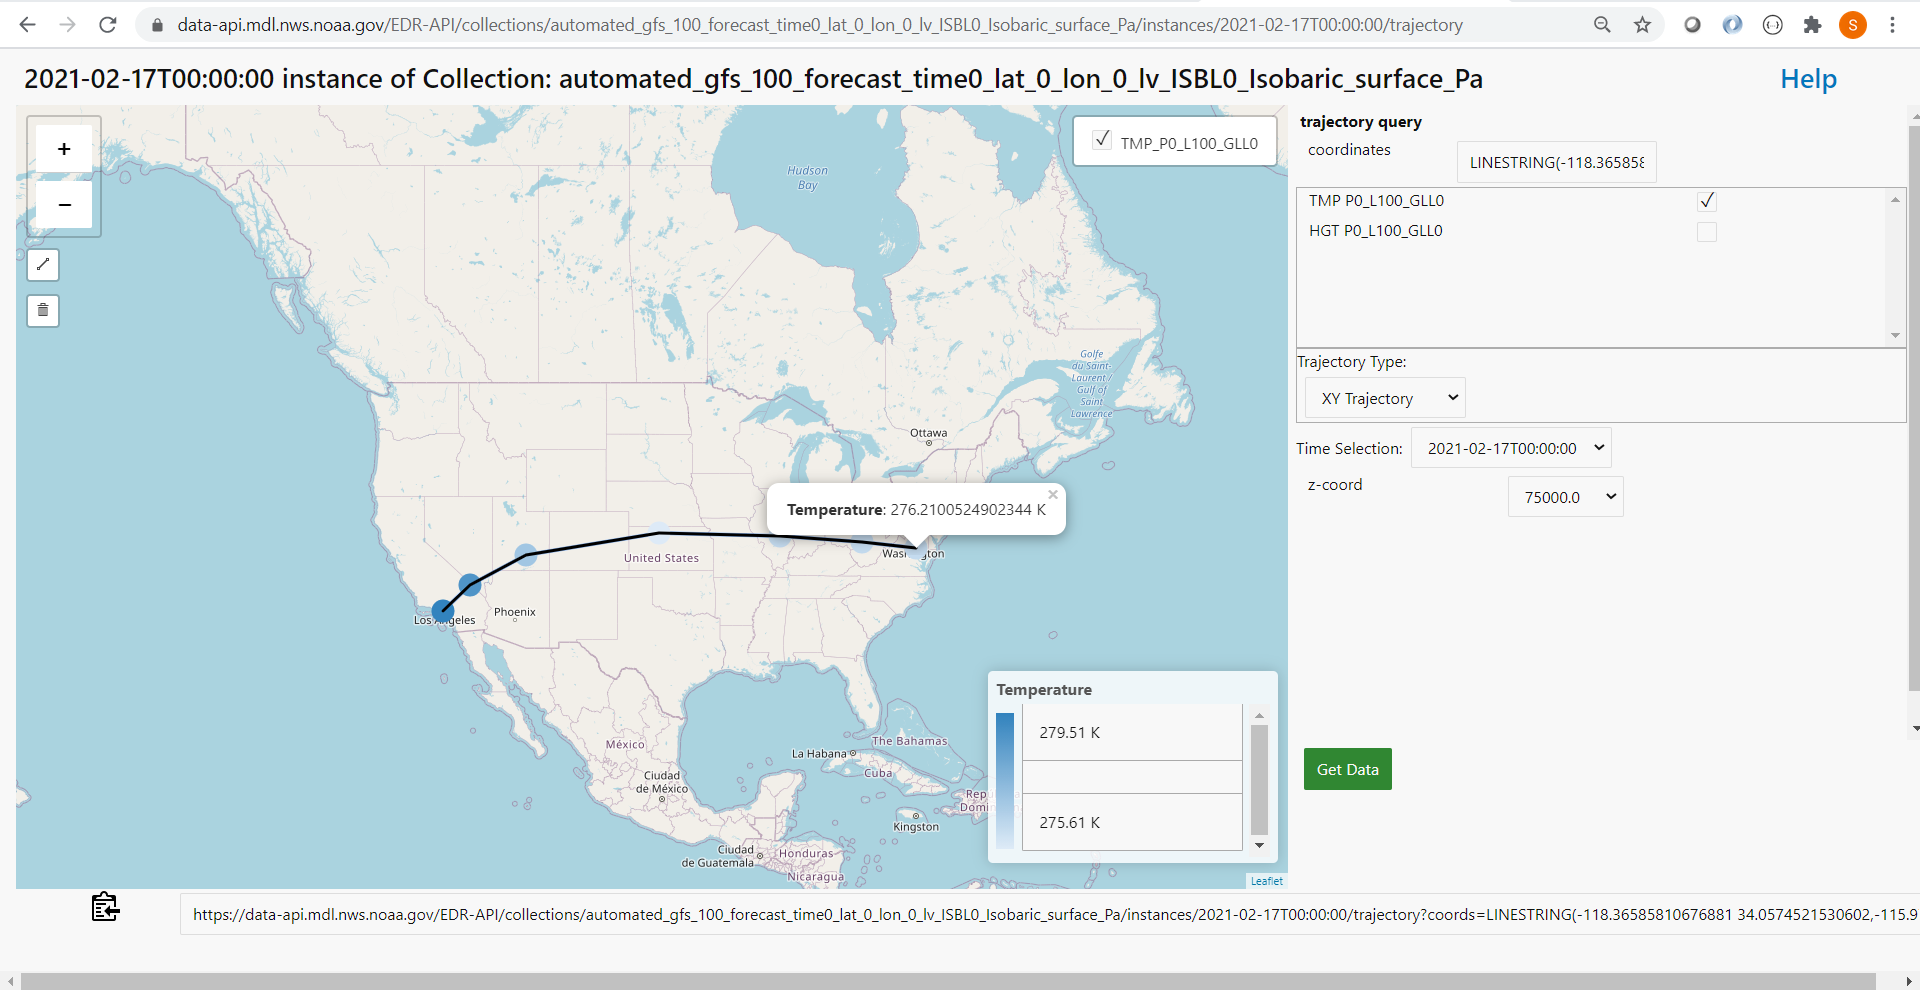 data-api.mdl.nws.noaa.gov/EDR-API/collections/automated_gfs_100_forecast_time0_lat_0_lon_0_lv_ISBL0_Isobaric_surface_Pa/instances/2021-02-17T00:00:00/trajectory
S
2021-02-17T00:00:00 instance of Collection: automated_gfs_100_forecast_time0_lat_0_lon_0_lv_ISBL0_Isobaric_surface_Pa
Help
+
−
TMP_P0_L100_GLL0
Hudson
Bay
Golfe
du Saint-
Laurent /
Gulf of
Saint
Lawrence
Ottawa
Temperature: 276.2100524902344 K
×
United States
Washington
Phoenix
Los Angeles
México
Ciudad
de México
La Habana
The Bahamas
Cuba
Kingston
Ciudad
de Guatemala
Honduras
Nicaragua
Temperature
279.51 K
275.61 K
Leaflet
trajectory query
coordinates
LINESTRING(-118.365858
TMP P0_L100_GLL0
HGT P0_L100_GLL0
Trajectory Type:
XY Trajectory
Time Selection:
2021-02-17T00:00:00
z-coord
75000.0
Get Data
https://data-api.mdl.nws.noaa.gov/EDR-API/collections/automated_gfs_100_forecast_time0_lat_0_lon_0_lv_ISBL0_Isobaric_surface_Pa/instances/2021-02-17T00:00:00/trajectory?coords=LINESTRING(-118.36585810676881 34.0574521530602,-115.9